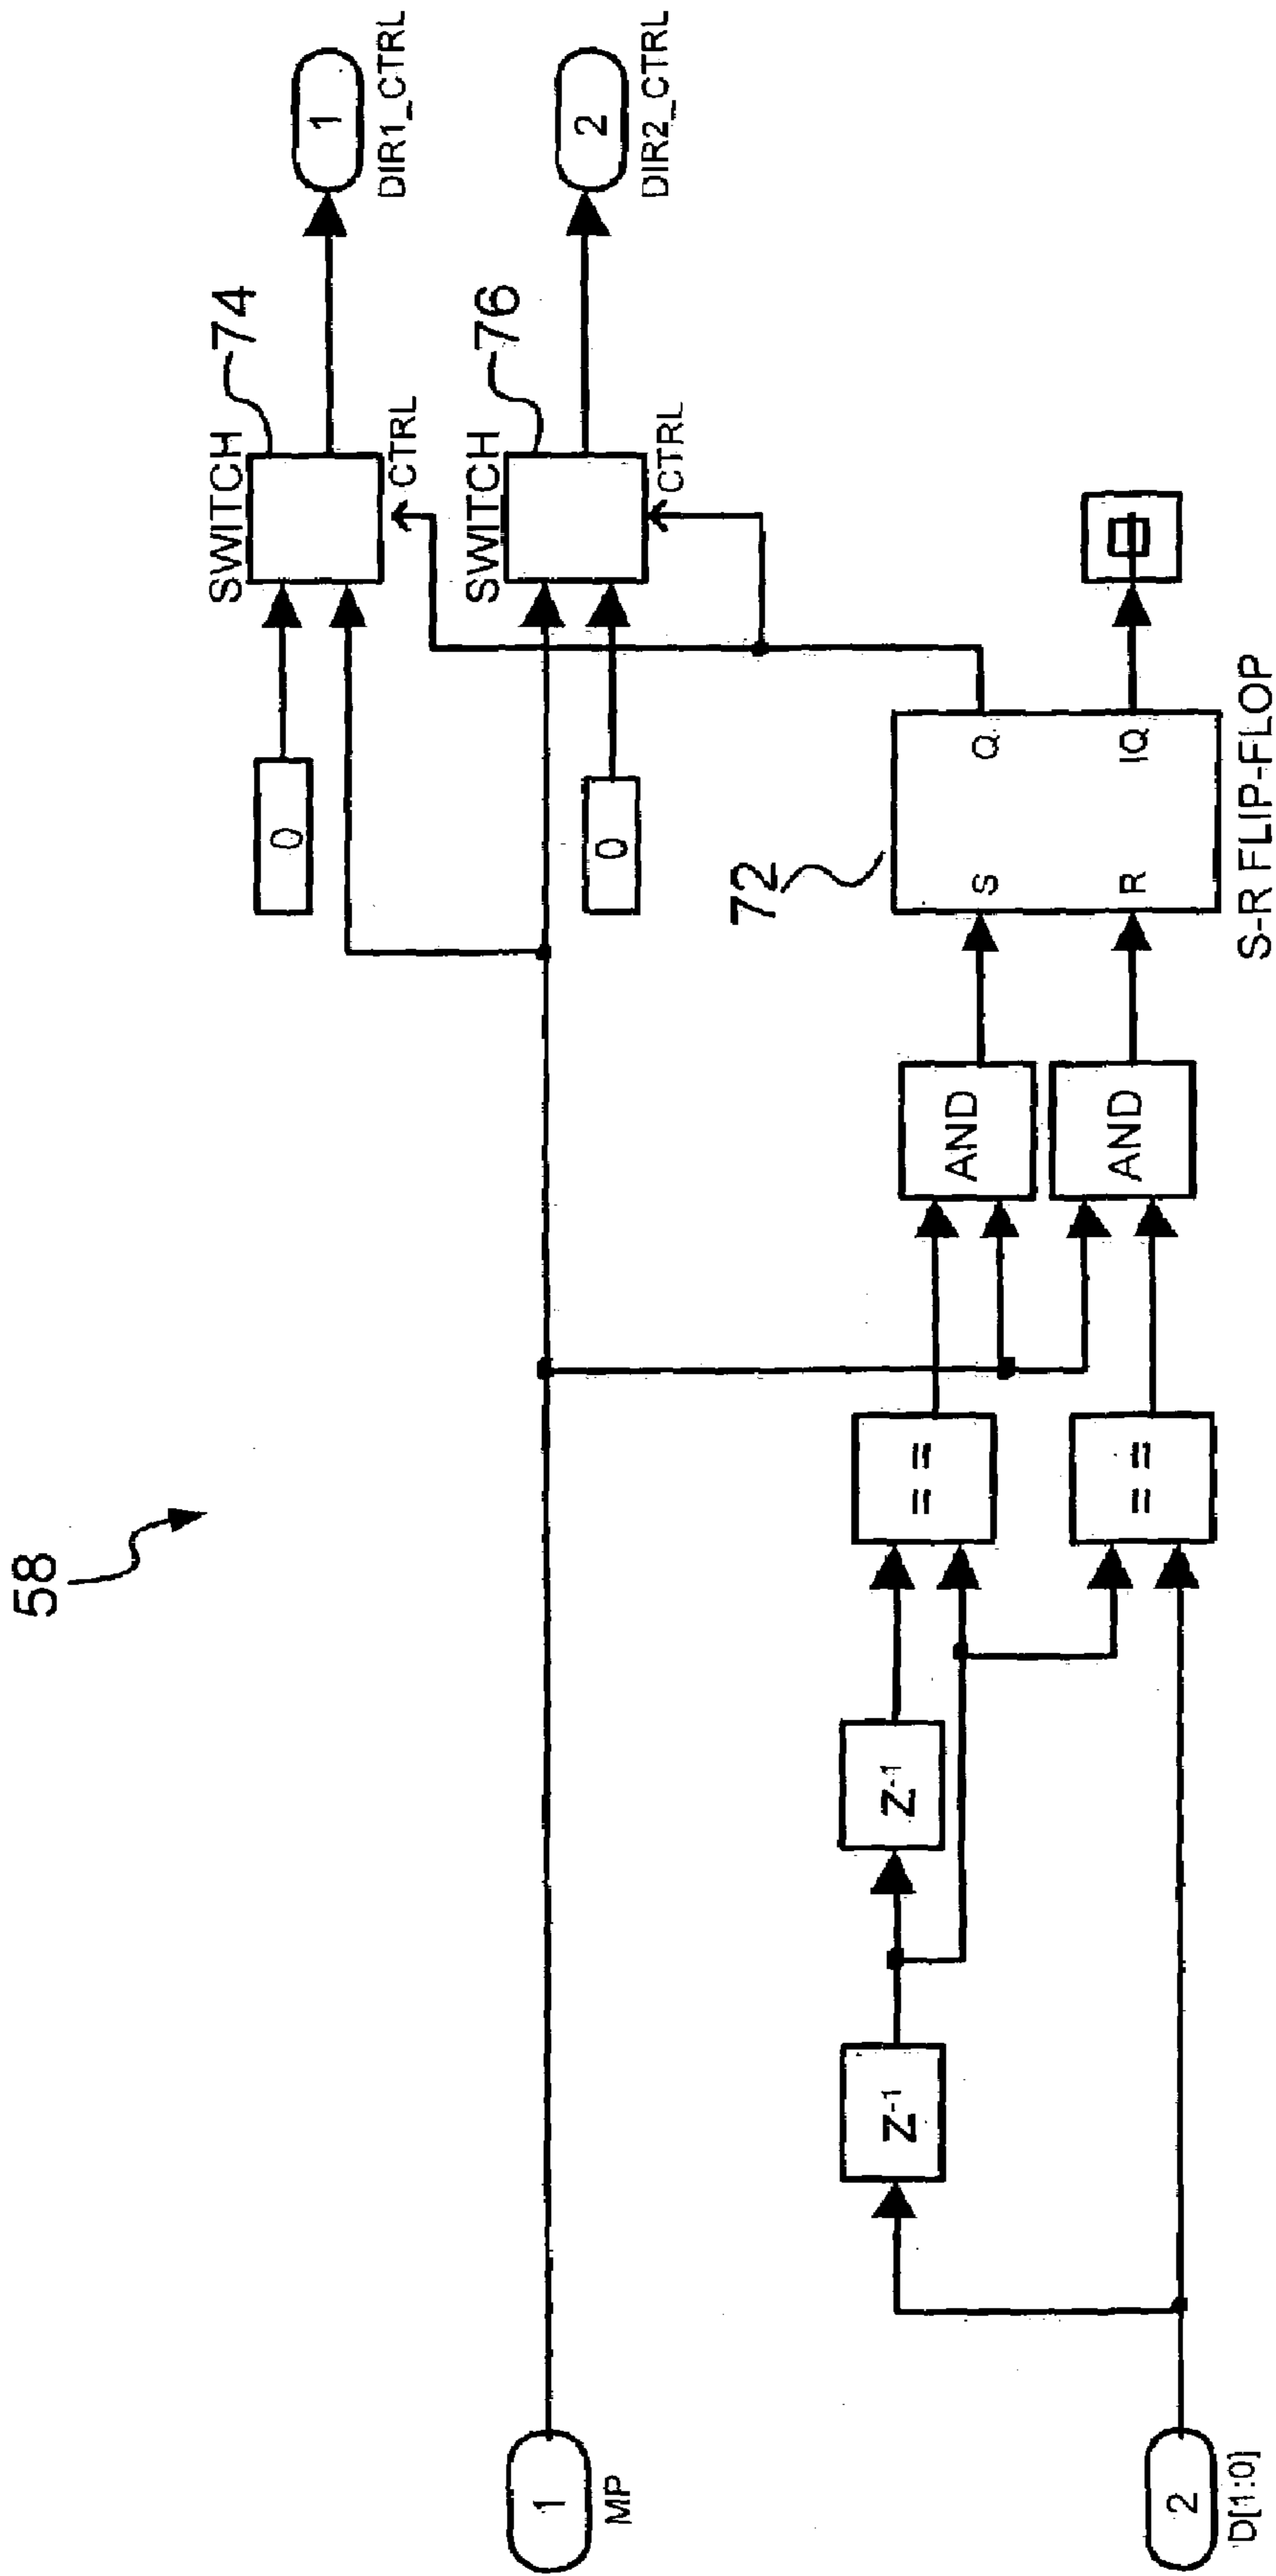 58
1
MP
2
D[1:0]
Z⁻¹
Z⁻¹
= =
= =
AND
AND
72
S
R
Q
IQ
S-R FLIP-FLOP
0
0
SWITCH
74
CTRL
SWITCH
76
CTRL
1
DIR1_CTRL
2
DIR2_CTRL